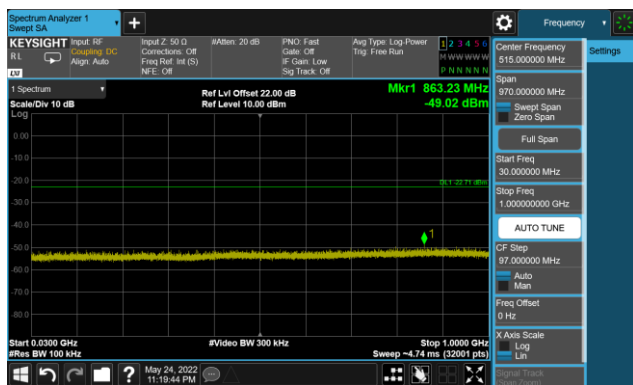 Spectrum Analyzer 1
Swept SA
Frequency
KEYSIGHT
RL
LXI
Input: RF
Coupling: DC
Align: Auto
Input Z: 50 Ω
Corrections: Off
Freq Ref: Int (S)
NFE: Off
#Atten: 20 dB
PNO: Fast
Gate: Off
IF Gain: Low
Sig Track: Off
Avg Type: Log-Power
Trig: Free Run
1 2 3 4 5 6
M W W W W W
P N N N N N
1 Spectrum
Scale/Div 10 dB
Log
Ref Lvl Offset 22.00 dB
Ref Level 10.00 dBm
Mkr1 863.23 MHz
-49.02 dBm
0.00
-10.0
-20.0
DL1 -22.71 dBm
-30.0
-40.0
1
-50.0
-60.0
-70.0
-80.0
Start 0.0300 GHz
#Res BW 100 kHz
#Video BW 300 kHz
Stop 1.0000 GHz
Sweep ~4.74 ms (32001 pts)
?
May 24, 2022
11:19:44 PM
Center Frequency
515.000000 MHz
Settings
Span
970.000000 MHz
Swept Span
Zero Span
Full Span
Start Freq
30.000000 MHz
Stop Freq
1.000000000 GHz
AUTO TUNE
CF Step
97.000000 MHz
Auto
Man
Freq Offset
0 Hz
X Axis Scale
Log
Lin
Signal Track
(Span Zoom)